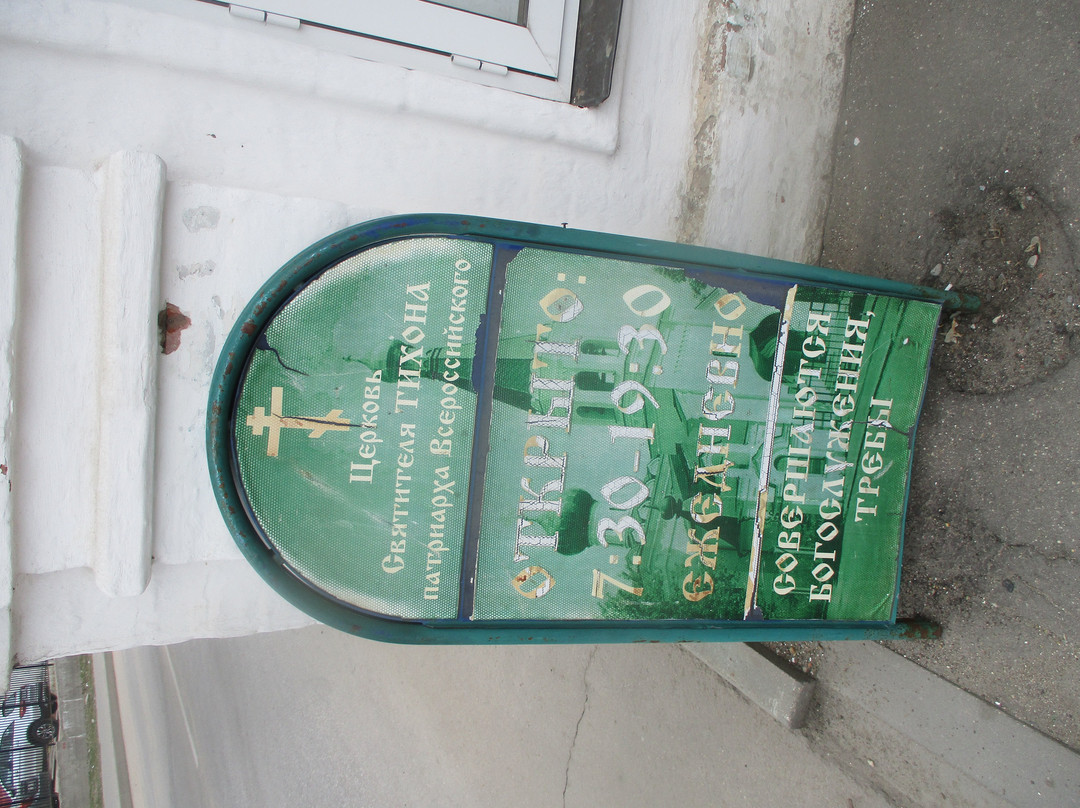 Церковь
Святителя ТИХОНА
патриарха Всероссийского
ОТКРЫТО:
7:30-19:30
ЕЖЕДНЕВНО
СОВЕРШАЮТСЯ
БОГОСЛУЖЕНИЯ,
ТРЕБЫ